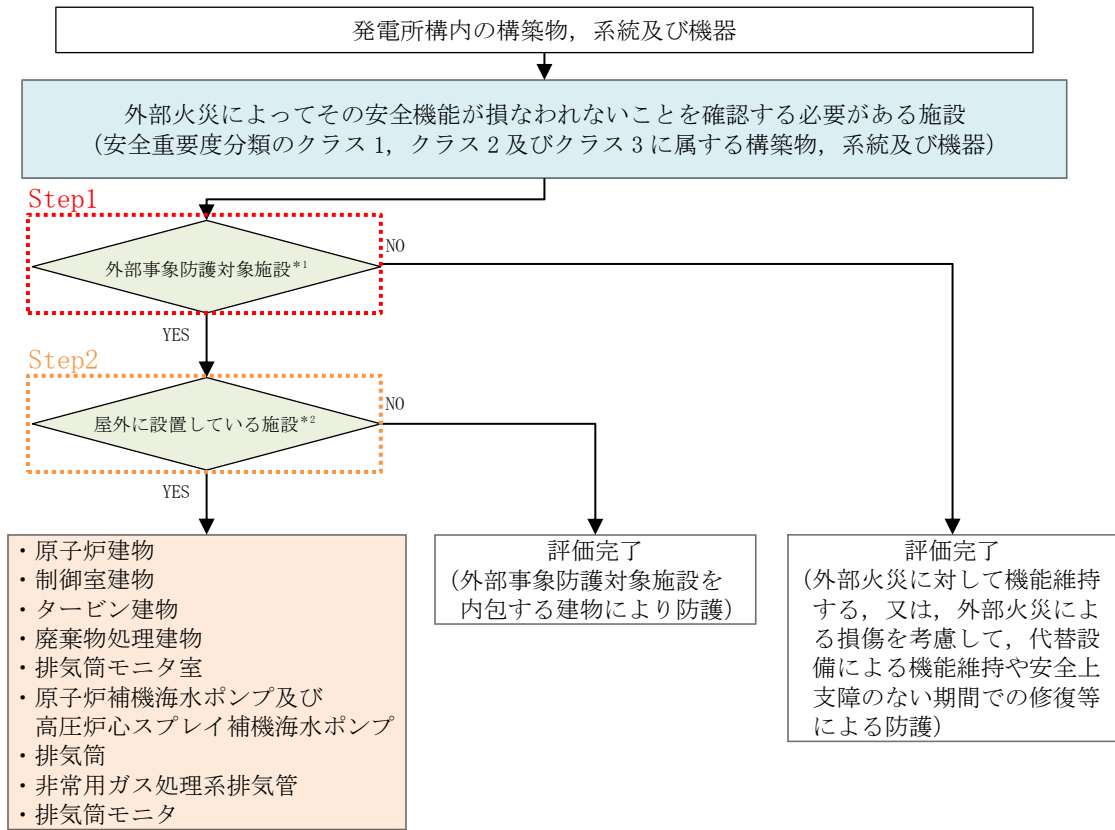 発電所構内の構築物，系統及び機器
外部火災によってその安全機能が損なわれないことを確認する必要がある施設
（安全重要度分類のクラス 1，クラス 2 及びクラス 3 に属する構築物，系統及び機器）
Step1
外部事象防護対象施設*1
NO
YES
Step2
屋外に設置している施設*2
NO
YES
・原子炉建物
・制御室建物
・タービン建物
・廃棄物処理建物
・排気筒モニタ室
・原子炉補機海水ポンプ及び
高圧炉心スプレイ補機海水ポンプ
・排気筒
・非常用ガス処理系排気管
・排気筒モニタ
評価完了
（外部事象防護対象施設を
内包する建物により防護）
評価完了
（外部火災に対して機能維持
する，又は，外部火災によ
る損傷を考慮して，代替設
備による機能維持や安全上
支障のない期間での修復等
による防護）